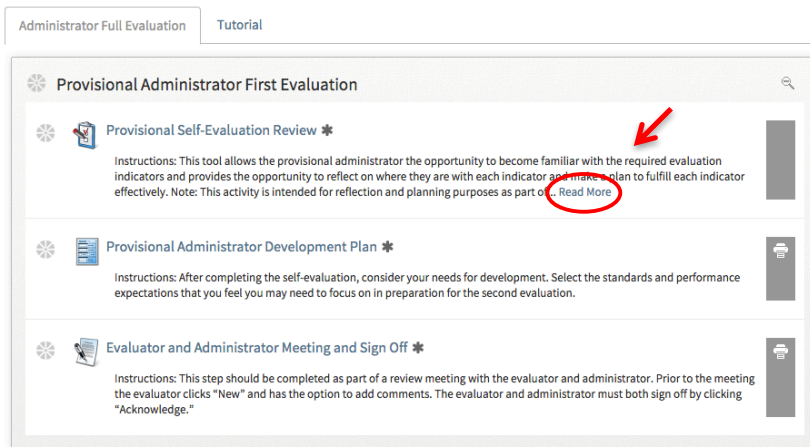 Administrator Full Evaluation
Tutorial
Provisional Administrator First Evaluation
Provisional Self-Evaluation Review ✱
Instructions: This tool allows the provisional administrator the opportunity to become familiar with the required evaluation
indicators and provides the opportunity to reflect on where they are with each indicator and make a plan to fulfill each indicator
effectively. Note: This activity is intended for reflection and planning purposes as part of... Read More
Provisional Administrator Development Plan ✱
Instructions: After completing the self-evaluation, consider your needs for development. Select the standards and performance
expectations that you feel you may need to focus on in preparation for the second evaluation.
Evaluator and Administrator Meeting and Sign Off ✱
Instructions: This step should be completed as part of a review meeting with the evaluator and administrator. Prior to the meeting
the evaluator clicks “New” and has the option to add comments. The evaluator and administrator must both sign off by clicking
“Acknowledge.”